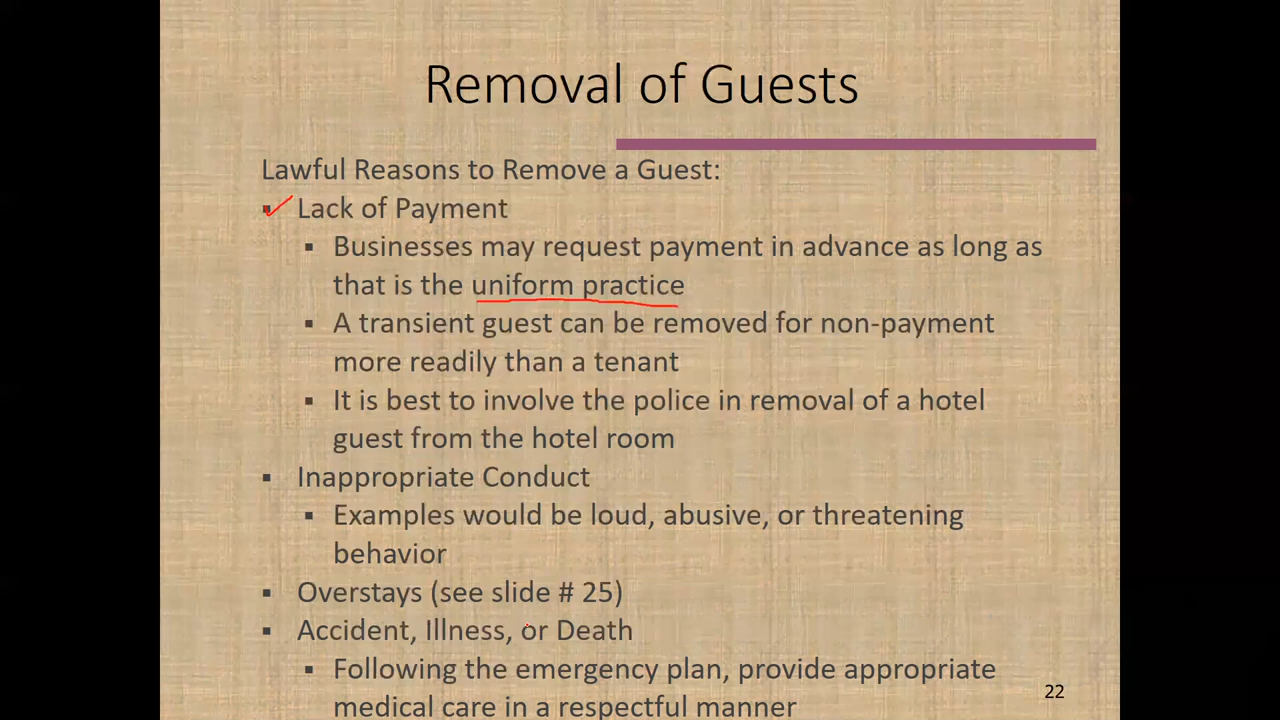 Removal of Guests
Lawful Reasons to Remove a Guest:
▪ Lack of Payment
▪ Businesses may request payment in advance as long as
that is the uniform practice
▪ A transient guest can be removed for non-payment
more readily than a tenant
▪ It is best to involve the police in removal of a hotel
guest from the hotel room
▪ Inappropriate Conduct
▪ Examples would be loud, abusive, or threatening
behavior
▪ Overstays (see slide # 25)
▪ Accident, Illness, or Death
▪ Following the emergency plan, provide appropriate
medical care in a respectful manner
22